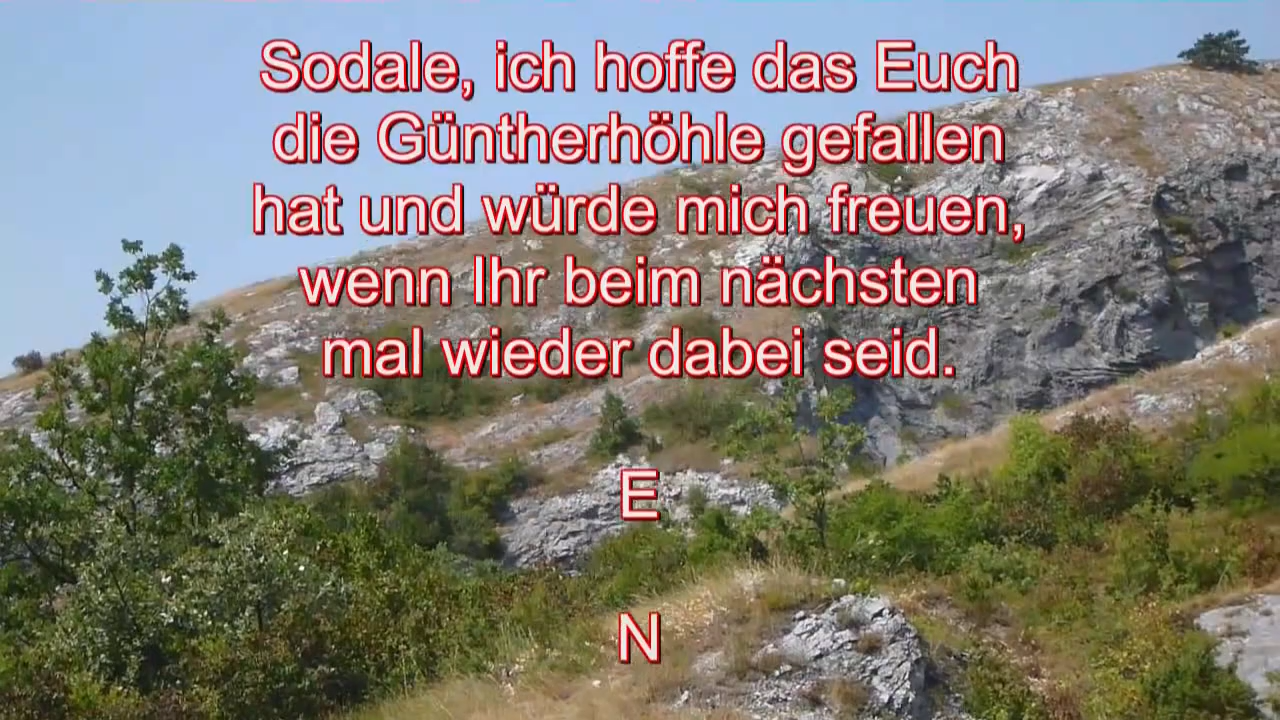 Sodale, ich hoffe das Euch
die Güntherhöhle gefallen
hat und würde mich freuen,
wenn Ihr beim nächsten
mal wieder dabei seid.
E
N